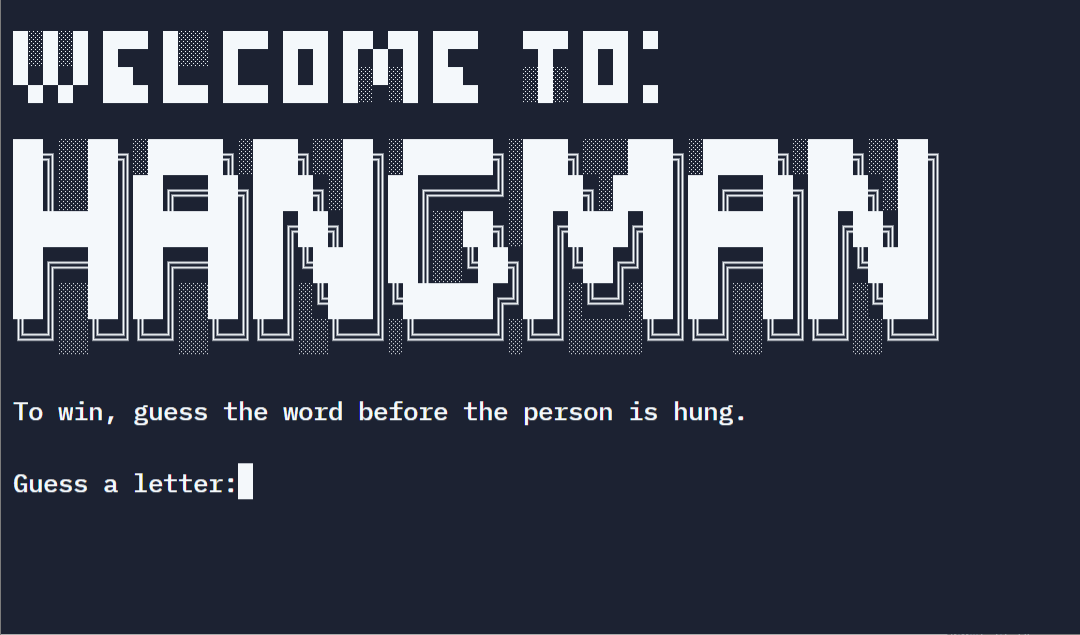 WELCOME TO:
HANGMAN
To win, guess the word before the person is hung.
Guess a letter: